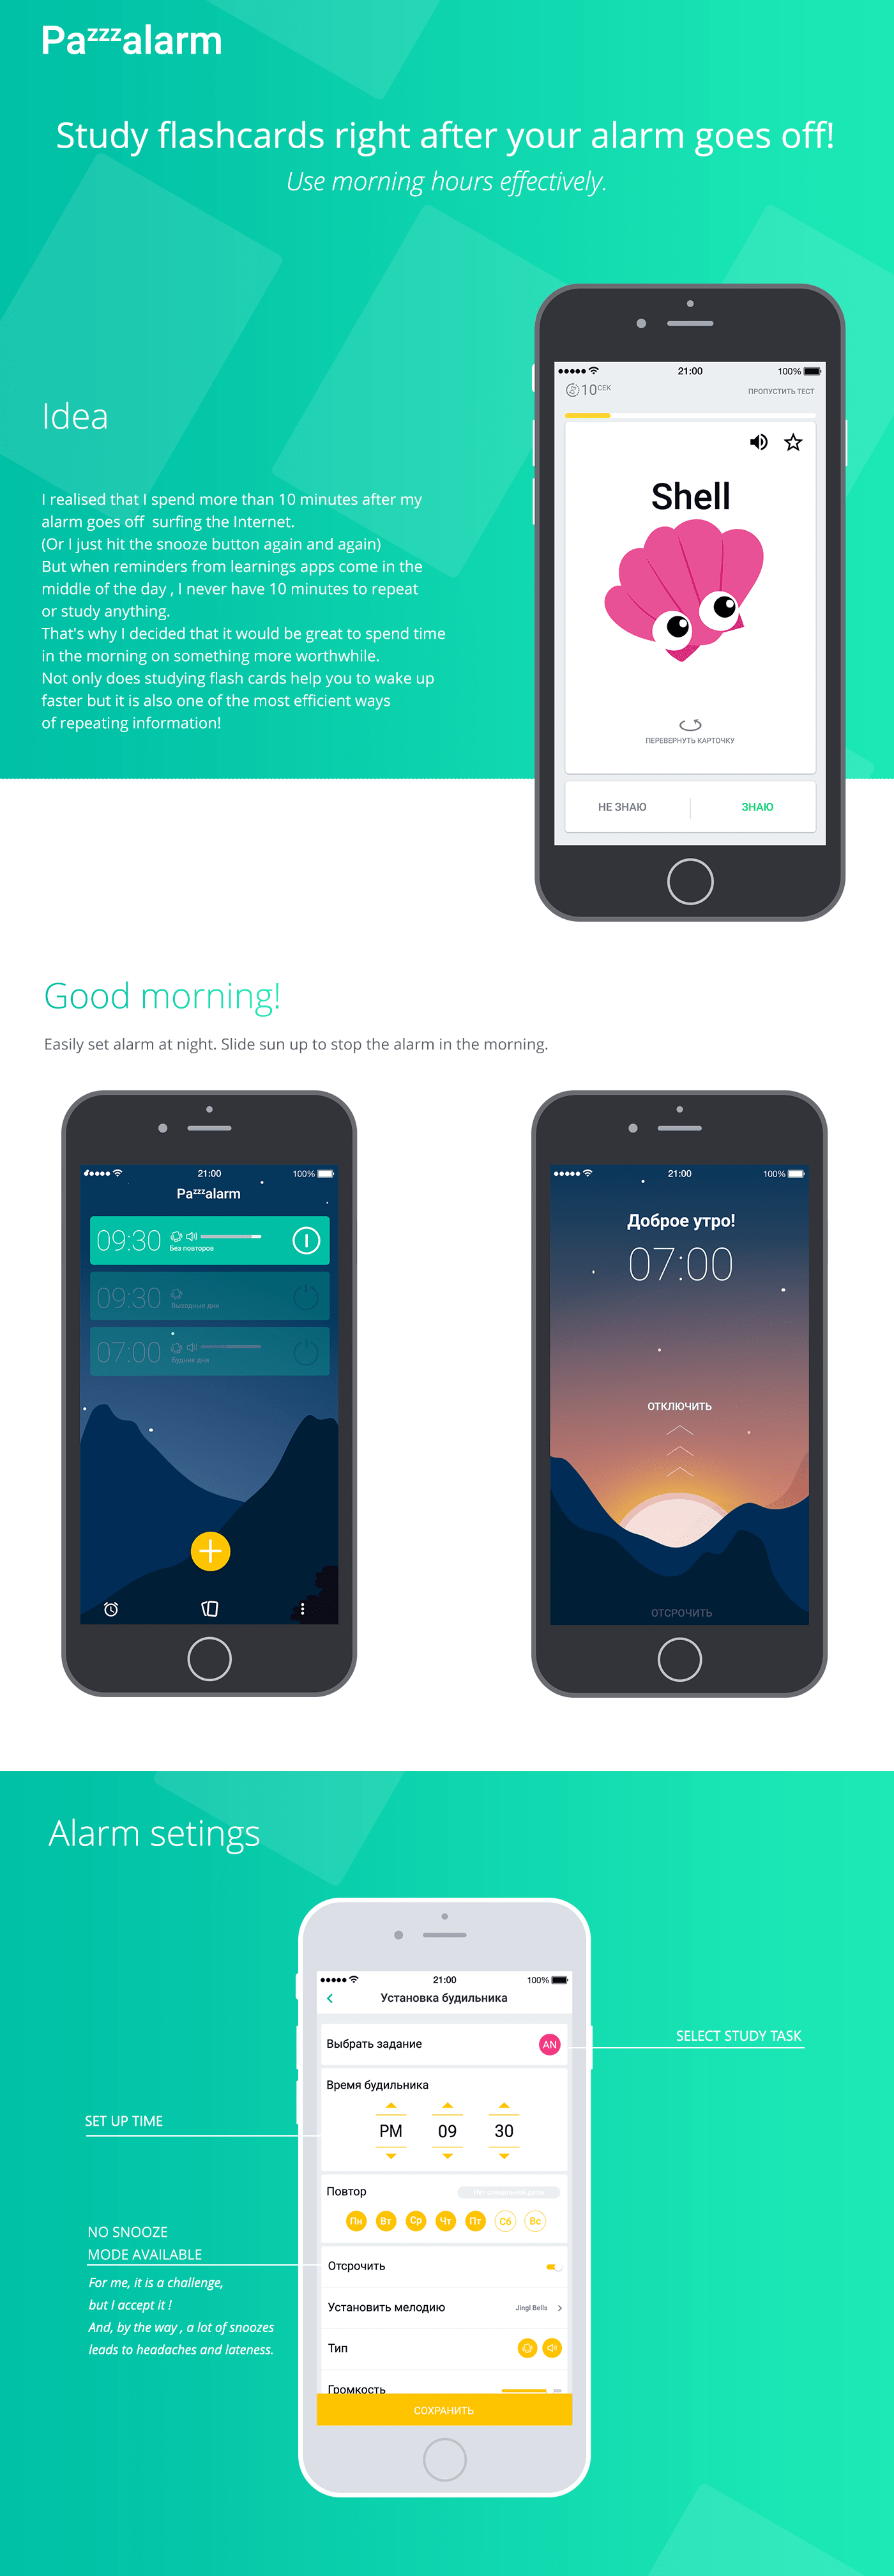 Pazzzalarm
Study flashcards right after your alarm goes off!
Use morning hours effectively.
Idea
I realised that I spend more than 10 minutes after my
alarm goes off surfing the Internet.
(Or I just hit the snooze button again and again)
But when reminders from learnings apps come in the
middle of the day , I never have 10 minutes to repeat
or study anything.
That's why I decided that it would be great to spend time
in the morning on something more worthwhile.
Not only does studying flash cards help you to wake up
faster but it is also one of the most efficient ways
of repeating information!
21:00 100%
10 СЕК ПРОПУСТИТЬ ТЕСТ
Shell
ПЕРЕВЕРНУТЬ КАРТОЧКУ
НЕ ЗНАЮ ЗНАЮ
Good morning!
Easily set alarm at night. Slide sun up to stop the alarm in the morning.
21:00 100%
Pazzzalarm
09:30
Без повторов
09:30
Выходные дни
07:00
Будние дня
21:00 100%
Доброе утро!
07:00
ОТКЛЮЧИТЬ
ОТСРОЧИТЬ
Alarm setings
21:00 100%
Установка будильника
Выбрать задание AN
SELECT STUDY TASK
Время будильника
SET UP TIME
PM 09 30
Повтор
Пн Вт Ср Чт Пт Сб Вс
NO SNOOZE
MODE AVAILABLE
For me, it is a challenge,
but I accept it !
And, by the way , a lot of snoozes
leads to headaches and lateness.
Отсрочить
Установить мелодию Jingl Bells
Тип
Громкость
СОХРАНИТЬ